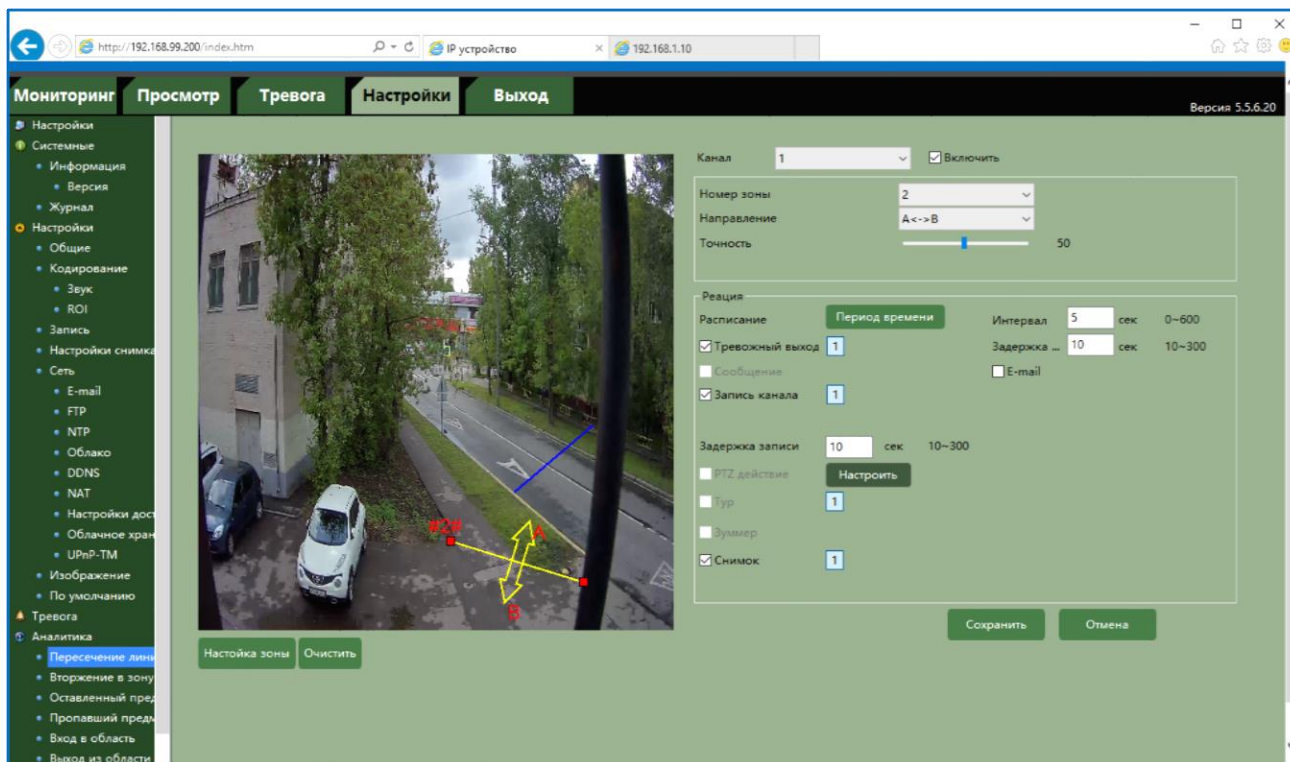 http://192.168.99.200/index.htm
IP устройство
192.168.1.10
Мониторинг
Просмотр
Тревога
Настройки
Выход
Версия 5.5.6.20
Настройки
Системные
Информация
Версия
Журнал
Настройки
Общие
Кодирование
Звук
ROI
Запись
Настройки снимка
Сеть
E-mail
FTP
NTP
Облако
DDNS
NAT
Настройки дост
Облачное хран
UPnP-TM
Изображение
По умолчанию
Тревога
Аналитика
Пересечение лини
Вторжение в зону
Оставленный пред
Пропавший предм
Вход в область
Выход из области
#2#
A
B
Настойка зоны
Очистить
Канал 1 Включить
Номер зоны 2
Направление A<->B
Точность 50
Реация
Расписание Период времени Интервал 5 сек 0~600
Тревожный выход 1 Задержка ... 10 сек 10~300
Сообщение E-mail
Запись канала 1
Задержка записи 10 сек 10~300
PTZ действие Настроить
Тур 1
Зуммер
Снимок 1
Сохранить Отмена